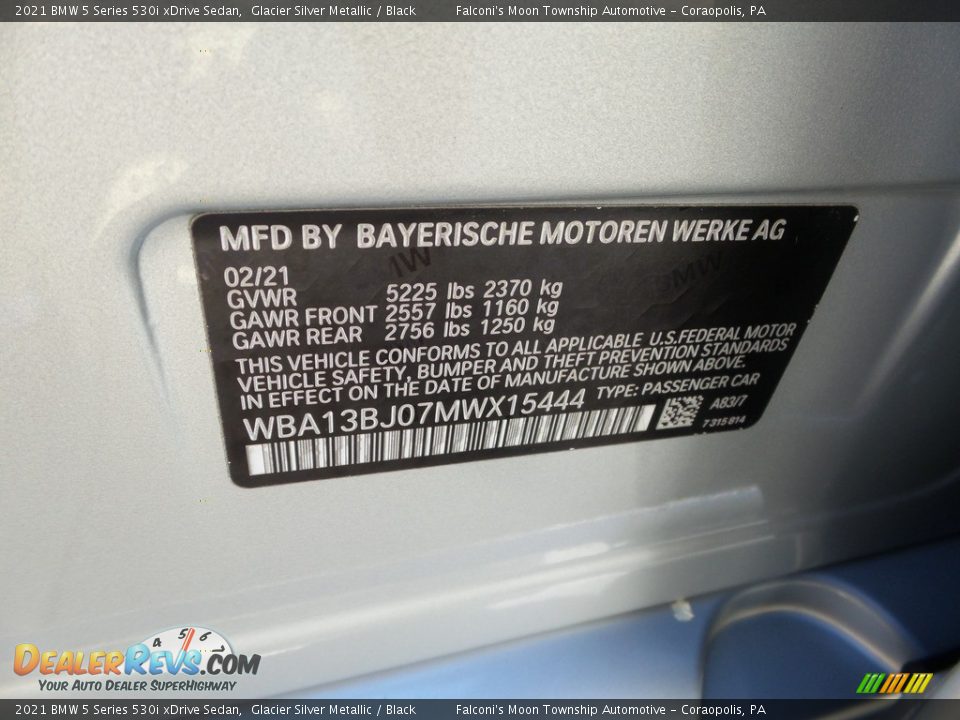 2021 BMW 5 Series 530i xDrive Sedan, Glacier Silver Metallic / Black Falconi's Moon Township Automotive - Coraopolis, PA
MFD BY BAYERISCHE MOTOREN WERKE AG
02/21
GVWR 5225 lbs 2370 kg
GAWR FRONT 2557 lbs 1160 kg
GAWR REAR 2756 lbs 1250 kg
THIS VEHICLE CONFORMS TO ALL APPLICABLE U.S.FEDERAL MOTOR
VEHICLE SAFETY, BUMPER AND THEFT PREVENTION STANDARDS
IN EFFECT ON THE DATE OF MANUFACTURE SHOWN ABOVE.
WBA13BJ07MWX15444 TYPE: PASSENGER CAR
A83/7
7315814
4 5 6
DEALERREVS.COM
YOUR AUTO DEALER SUPERHIGHWAY
2021 BMW 5 Series 530i xDrive Sedan, Glacier Silver Metallic / Black Falconi's Moon Township Automotive - Coraopolis, PA